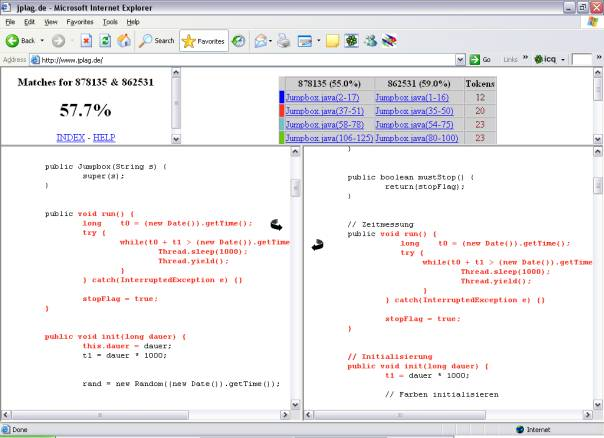 jplag.de - Microsoft Internet Explorer
File Edit View Favorites Tools Help
Back Search Favorites
Address http://www.jplag.de/ Go Links » icq
Matches for 878135 & 862531
57.7%
INDEX - HELP
878135 (55.0%) 862531 (59.0%) Tokens
Jumpbox.java(2-17) Jumpbox.java(1-16) 12
Jumpbox.java(37-51) Jumpbox.java(35-50) 20
Jumpbox.java(58-78) Jumpbox.java(54-75) 23
Jumpbox.java(106-125) Jumpbox.java(80-100) 23
public Jumpbox(String s) {
super(s);
}
public void run() {
long t0 = (new Date()).getTime();
try {
while(t0 + t1 > (new Date()).getTime
Thread.sleep(1000);
Thread.yield();
}
} catch(InterruptedException e) {}
stopFlag = true;
}
public void init(long dauer) {
this.dauer = dauer;
t1 = dauer * 1000;
rand = new Random((new Date()).getTime());
}
public boolean mustStop() {
return(stopFlag);
}
// Zeitmessung
public void run() {
long t0 = (new Date()).getTime();
try {
while(t0 + t1 > (new Date()).getTime
Thread.sleep(1000);
Thread.yield();
}
} catch(InterruptedException e) {}
stopFlag = true;
}
// Initialisierung
public void init(long dauer) {
t1 = dauer * 1000;
// Farben initialisieren
Done Internet